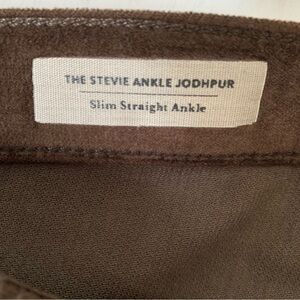 THE STEVIE ANKLE JODHPUR
Slim Straight Ankle